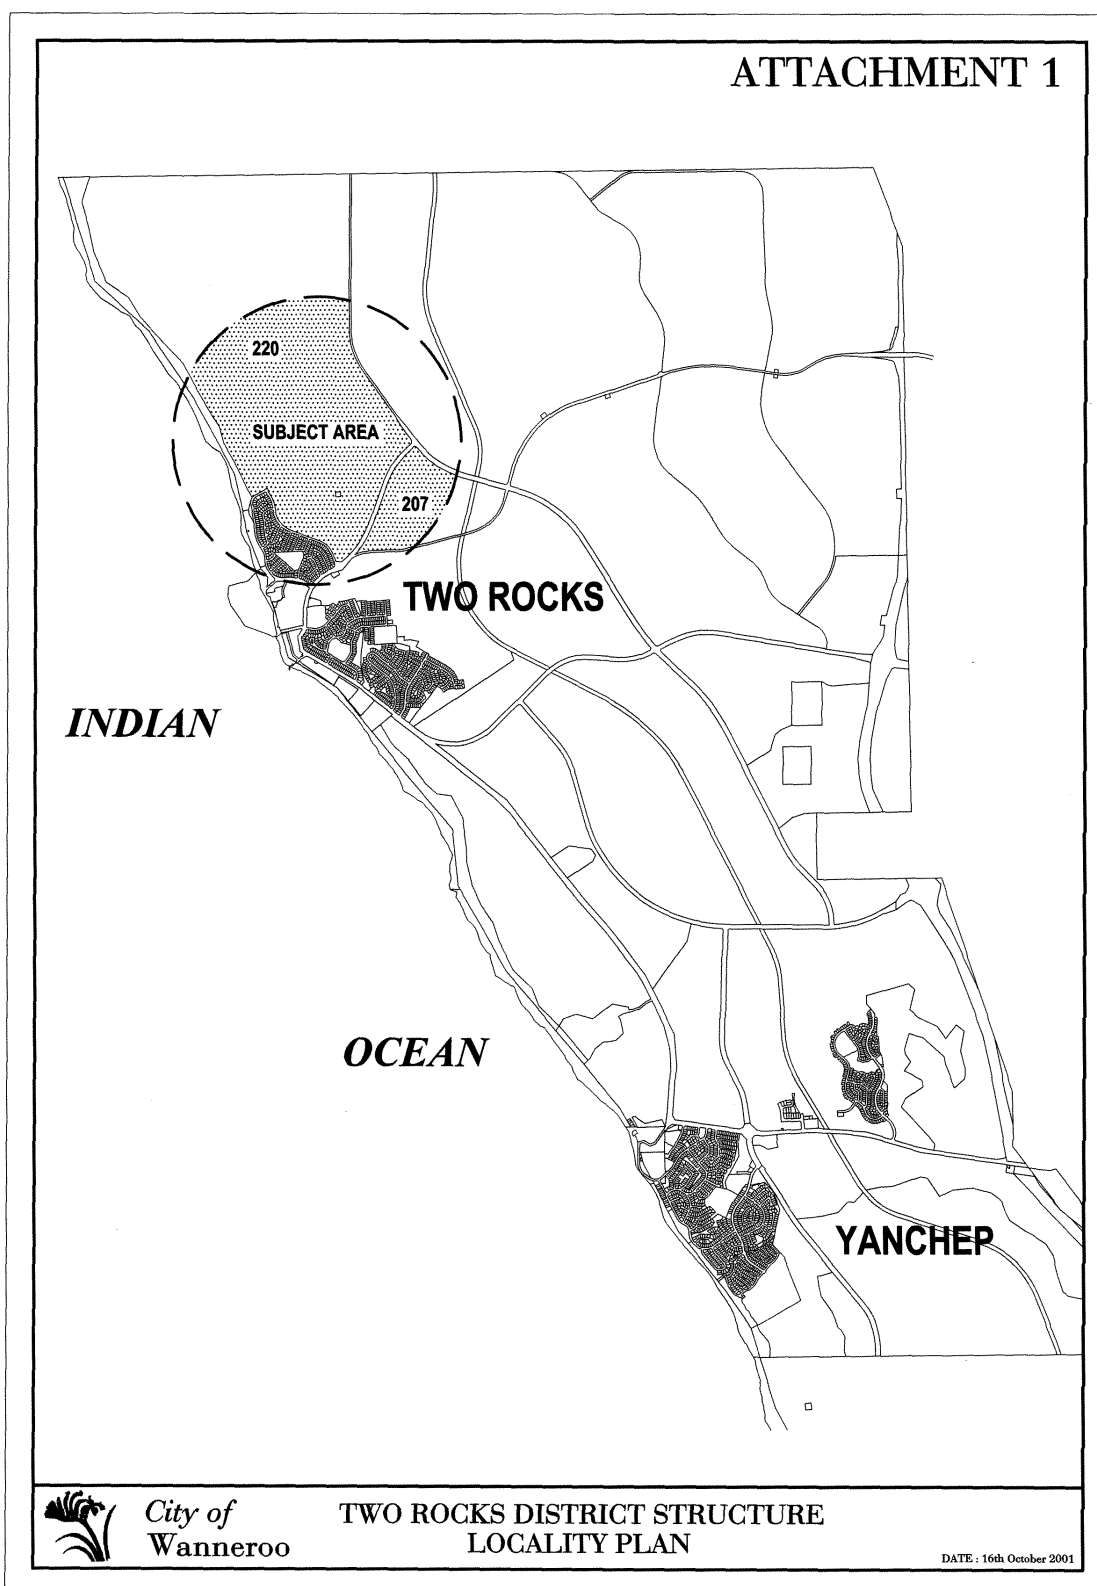 ATTACHMENT 1
220
SUBJECT AREA
207
TWO ROCKS
INDIAN
OCEAN
YANCHEP
City of
Wanneroo
TWO ROCKS DISTRICT STRUCTURE
LOCALITY PLAN
DATE : 16th October 2001